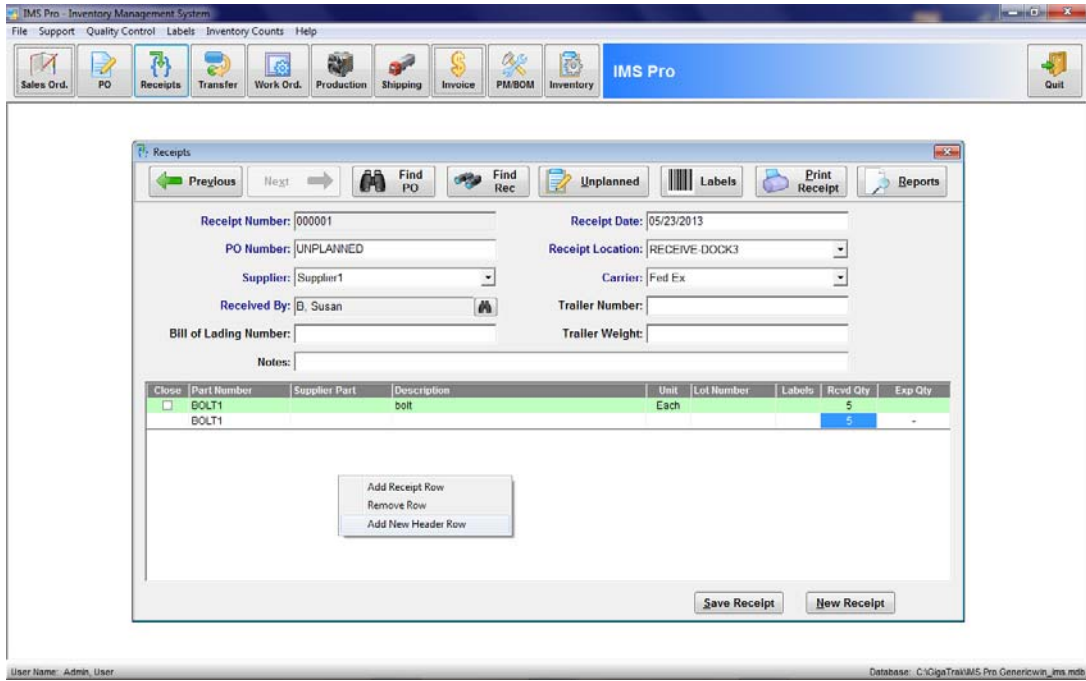 IMS Pro - Inventory Management System
File Support Quality Control Labels Inventory Counts Help
Sales Ord. PO Receipts Transfer Work Ord. Production Shipping Invoice PM/BOM Inventory IMS Pro Quit
Receipts
Previous Next Find PO Find Rec Unplanned Labels Print Receipt Reports
Receipt Number: 000001 Receipt Date: 05/23/2013
PO Number: UNPLANNED Receipt Location: RECEIVE-DOCK3
Supplier: Supplier1 Carrier: Fed Ex
Received By: B, Susan Trailer Number:
Bill of Lading Number: Trailer Weight:
Notes:
Close Part Number Supplier Part Description Unit Lot Number Labels Rcvd Qty Exp Qty
BOLT1 bolt Each 5
BOLT1 5 -
Add Receipt Row
Remove Row
Add New Header Row
Save Receipt New Receipt
User Name: Admin, User Database: C:\GigaTrak\IMS Pro Genericwin_ims.mdb